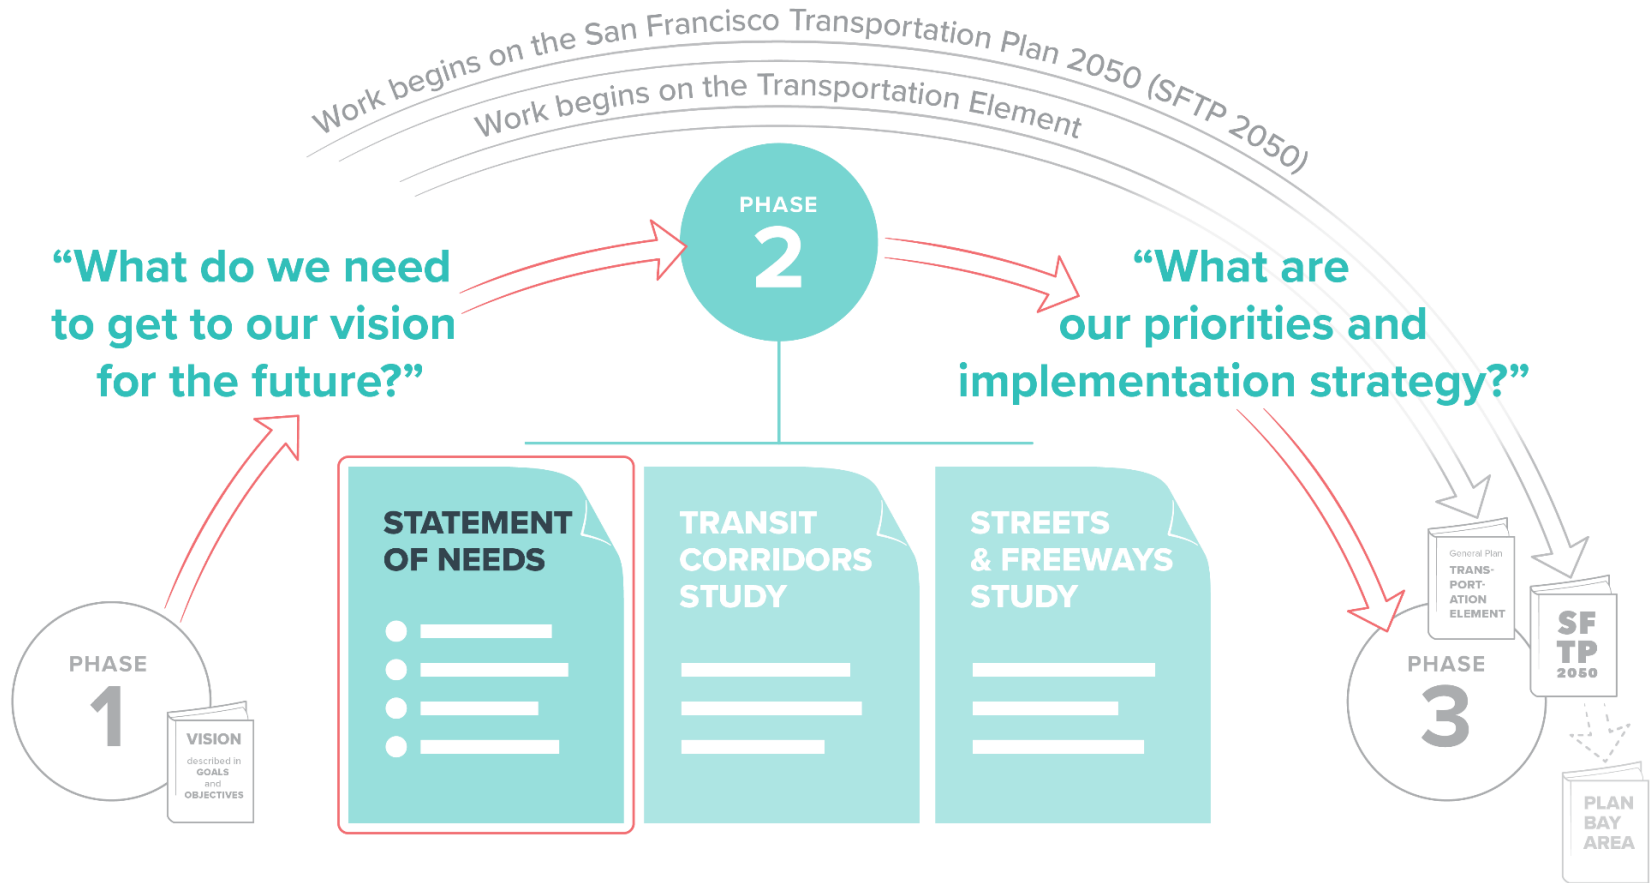 Work begins on the San Francisco Transportation Plan 2050 (SFTP 2050)
Work begins on the Transportation Element
PHASE
2
“What do we need
to get to our vision
for the future?”
“What are
our priorities and
implementation strategy?”
STATEMENT
OF NEEDS
TRANSIT
CORRIDORS
STUDY
STREETS
& FREEWAYS
STUDY
PHASE
1
VISION
described in
GOALS
and
OBJECTIVES
PHASE
3
General Plan
TRANS-
PORT-
ATION
ELEMENT
SF
TP
2050
PLAN
BAY
AREA